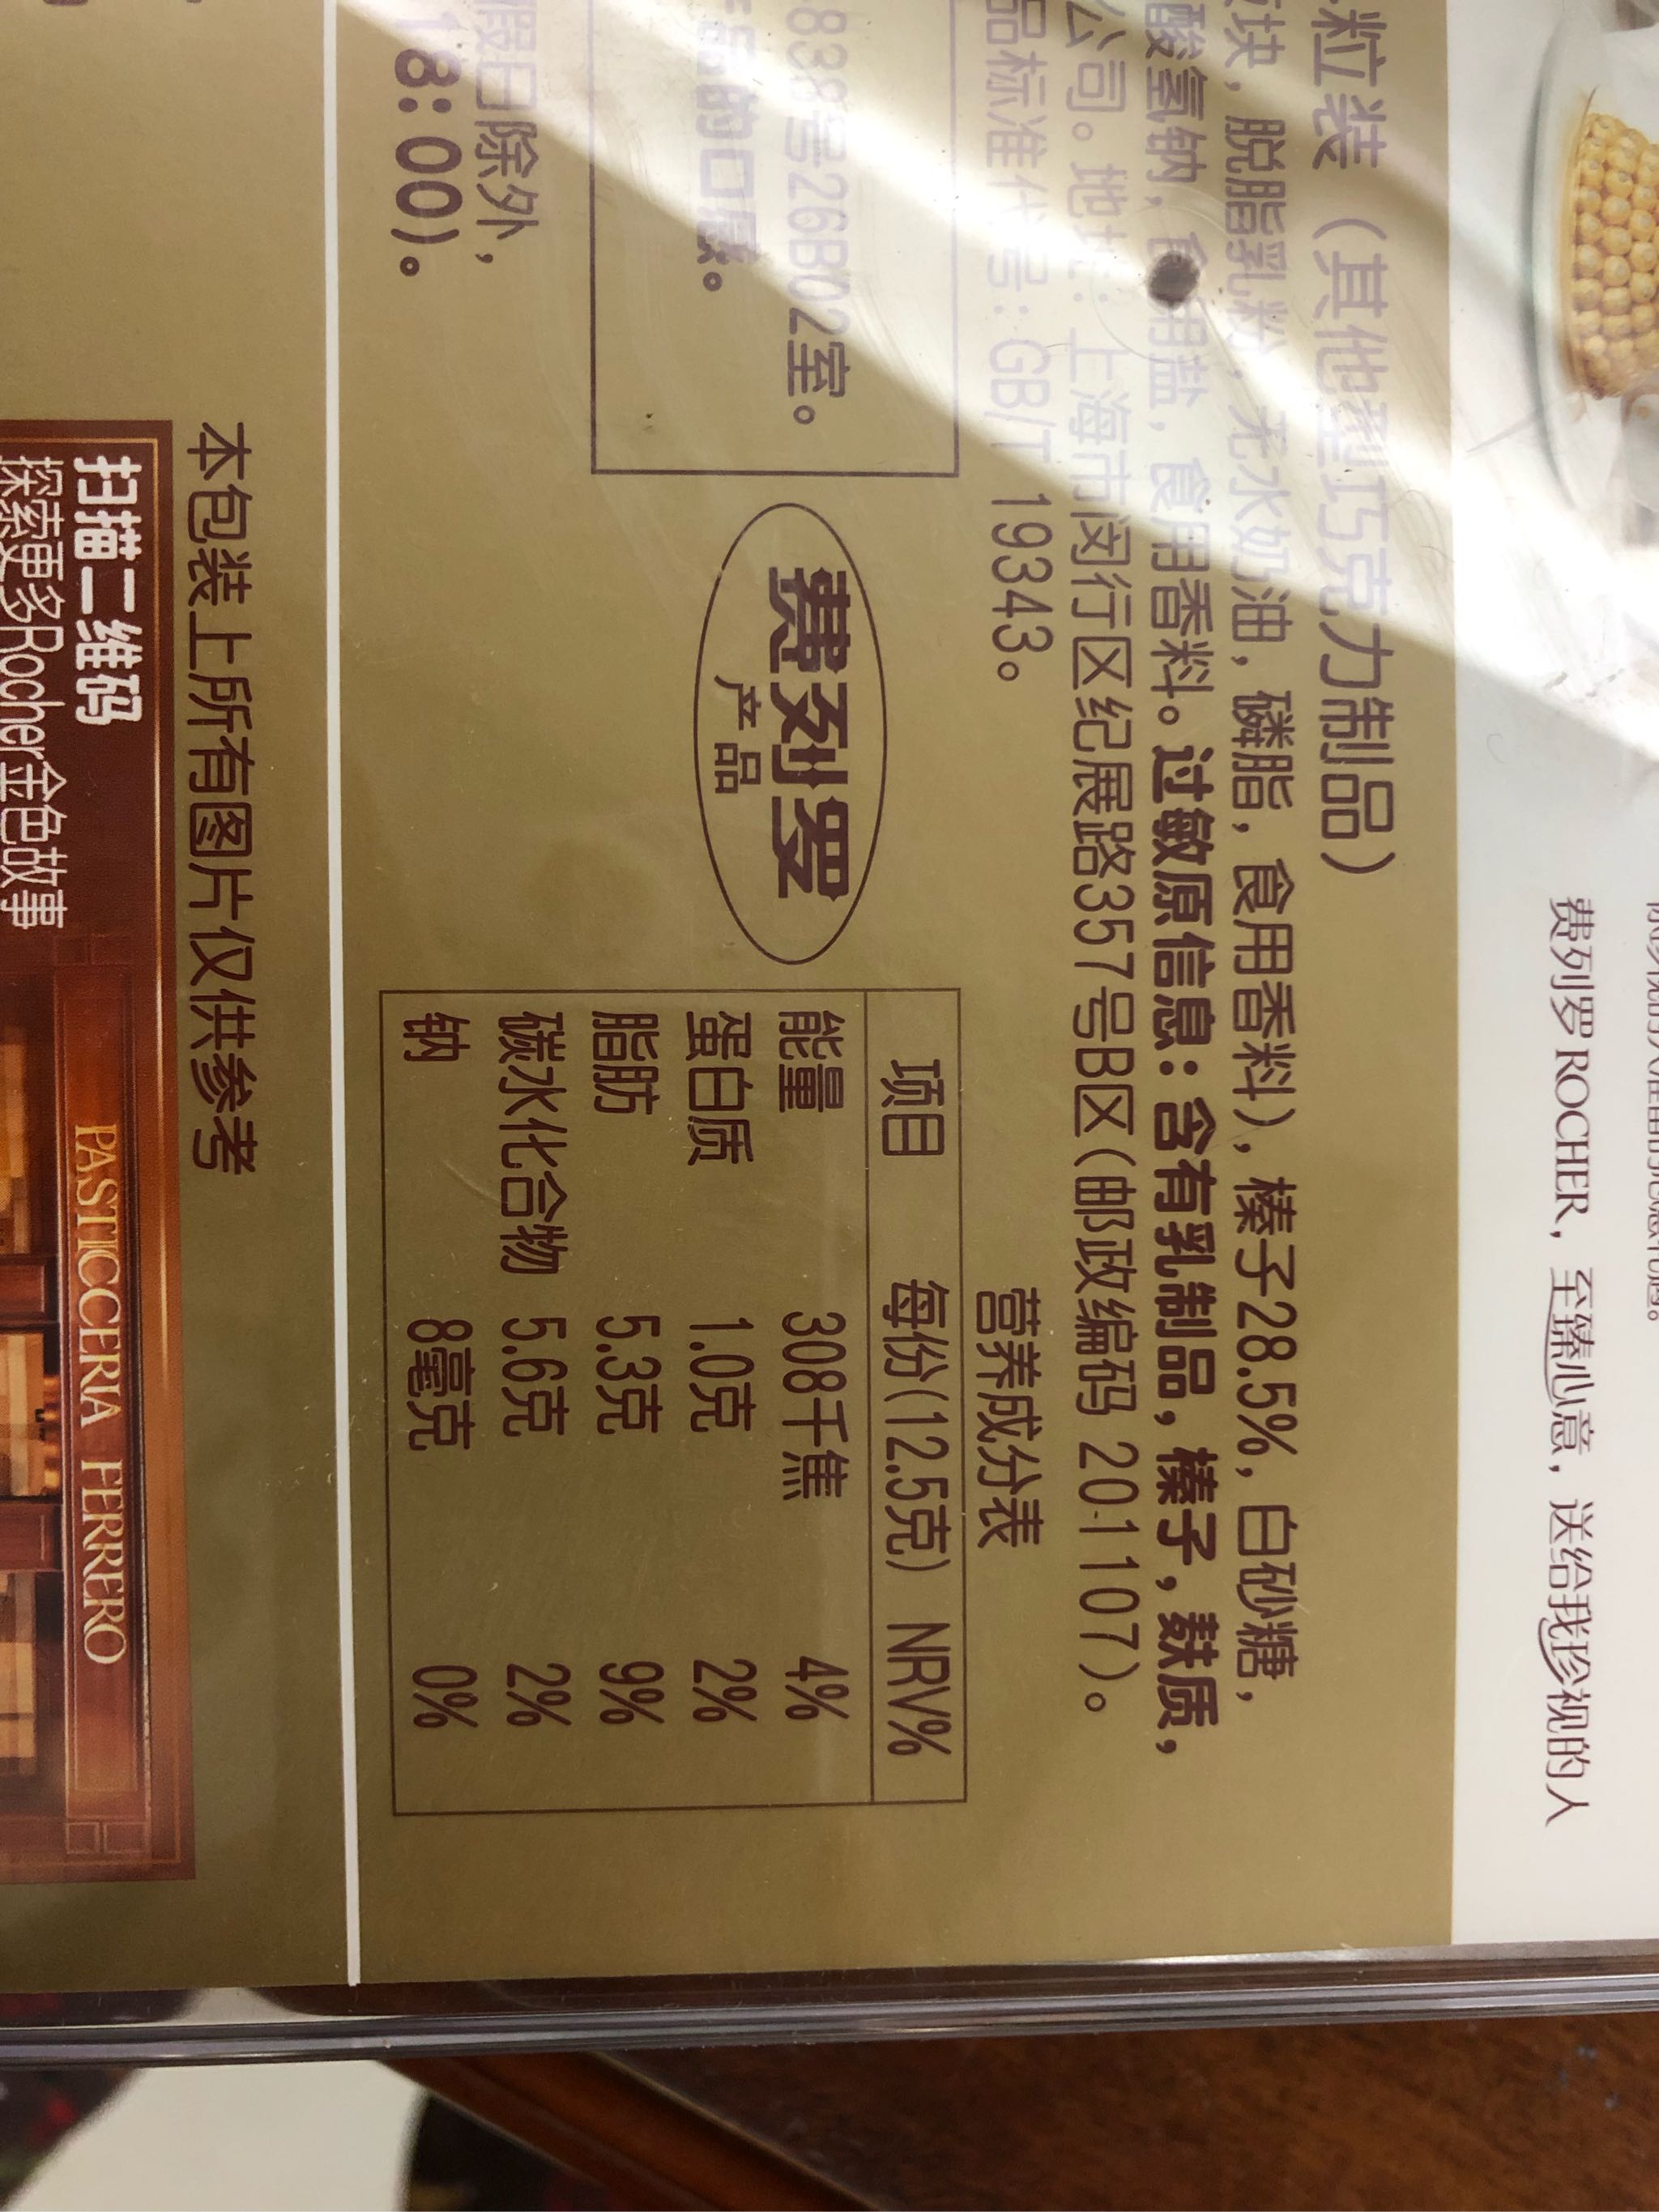 费列罗 ROCHER，至臻心意，送给我珍视的人
粒装（其他型巧克力制品）
块，脱脂乳粉，无水奶油，磷脂，食用香料），榛子28.5%，白砂糖，
酸氢钠，食用盐，食用香料。过敏原信息：含有乳制品，榛子，麸质，
公司。地址：上海市闵行区纪展路357号B区（邮政编码 201107）。
品标准代号：GB/T 19343。
营养成分表
项目 每份(12.5克) NRV%
能量 308千焦 4%
蛋白质 1.0克 2%
脂肪 5.3克 9%
碳水化合物 5.6克 2%
钠 8毫克 0%
838号26B02室。
品的口感。
费列罗
产品
假日除外，
18:00)。
本包装上所有图片仅供参考
扫描二维码
探索更多Rocher金色故事
PASTICCERIA FERRERO